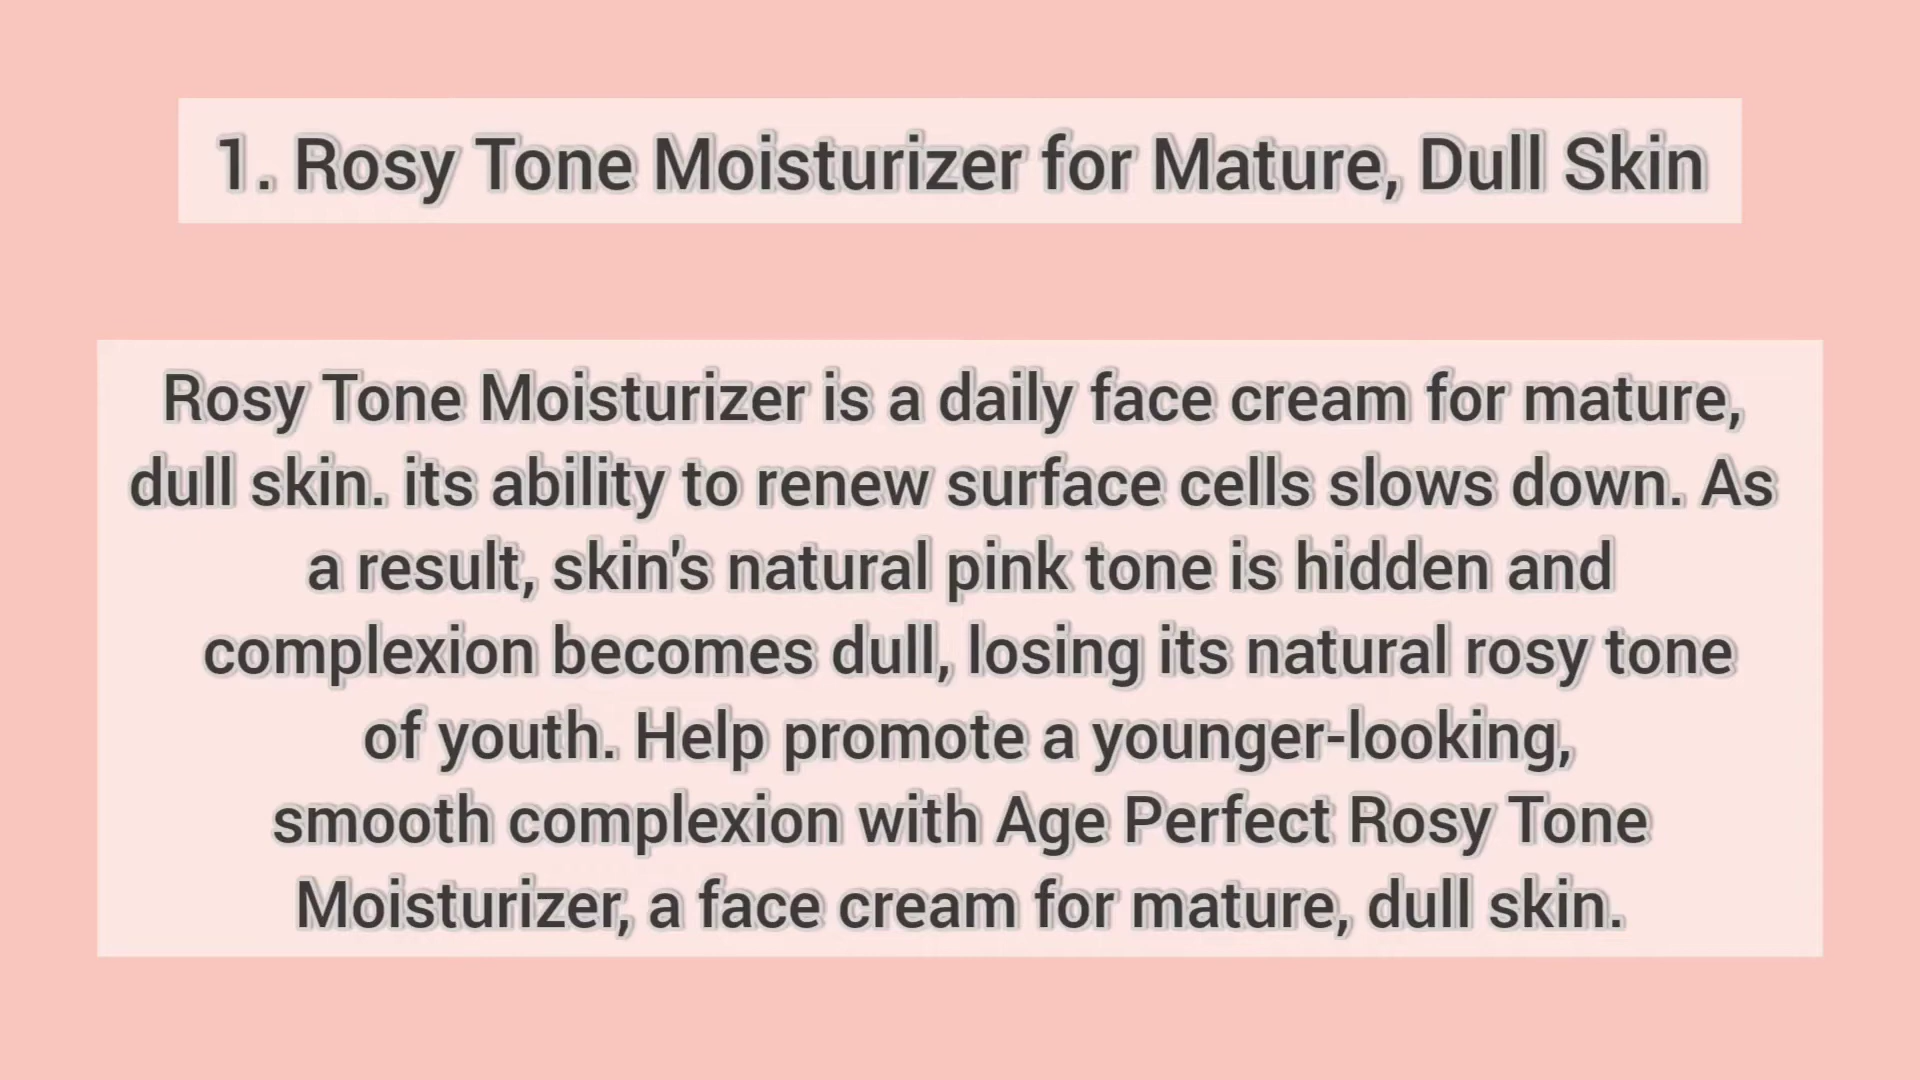 1. Rosy Tone Moisturizer for Mature, Dull Skin
Rosy Tone Moisturizer is a daily face cream for mature,
dull skin. its ability to renew surface cells slows down. As
a result, skin's natural pink tone is hidden and
complexion becomes dull, losing its natural rosy tone
of youth. Help promote a younger-looking,
smooth complexion with Age Perfect Rosy Tone
Moisturizer, a face cream for mature, dull skin.